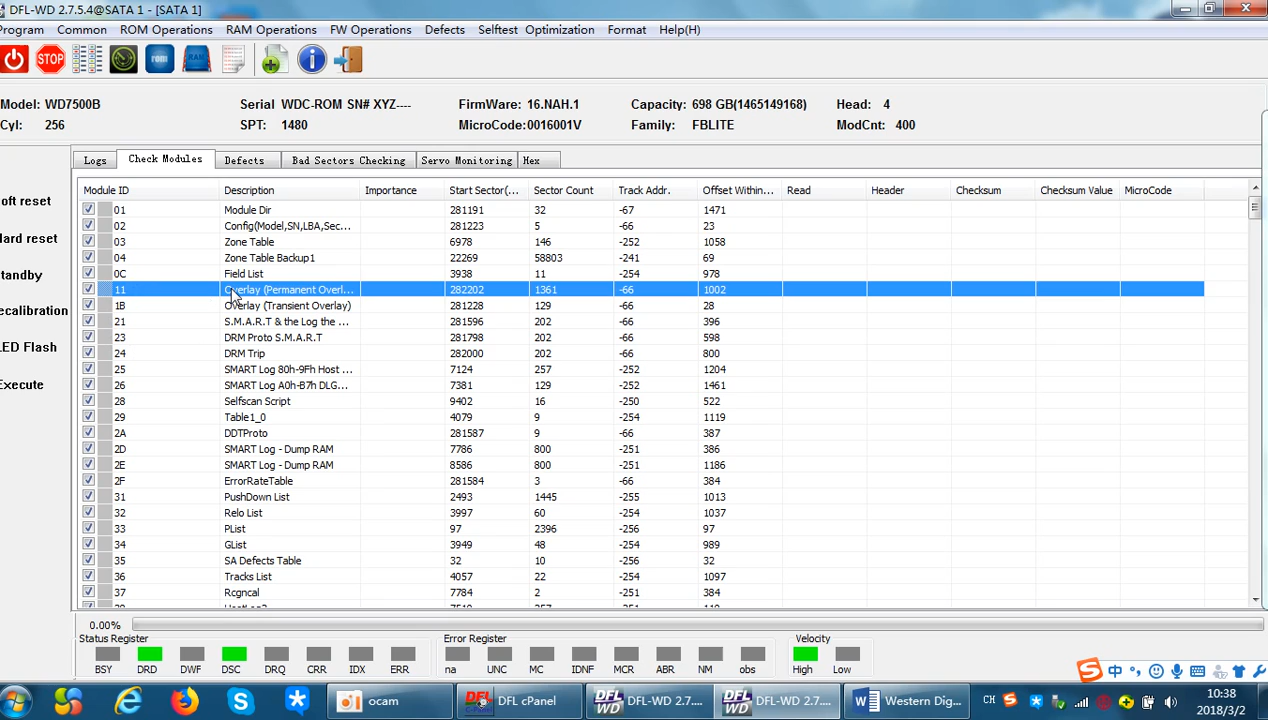 DFL-WD 2.7.5.4@SATA 1 - [SATA 1]
Program Common ROM Operations RAM Operations FW Operations Defects Selftest Optimization Format Help(H)
STOP rom RAM
Model: WD7500B Serial WDC-ROM SN# XYZ---- FirmWare: 16.NAH.1 Capacity: 698 GB(1465149168) Head: 4
Cyl: 256 SPT: 1480 MicroCode:0016001V Family: FBLITE ModCnt: 400
Logs Check Modules Defects Bad Sectors Checking Servo Monitoring Hex
Module ID Description Importance Start Sector(... Sector Count Track Addr. Offset Within... Read Header Checksum Checksum Value MicroCode
01 Module Dir 281191 32 -67 1471
02 Config(Model,SN,LBA,Sec... 281223 5 -66 23
03 Zone Table 6978 146 -252 1058
04 Zone Table Backup1 22269 58803 -241 69
0C Field List 3938 11 -254 978
11 Overlay (Permanent Overl... 282202 1361 -66 1002
1B Overlay (Transient Overlay) 281228 129 -66 28
21 S.M.A.R.T & the Log the ... 281596 202 -66 396
23 DRM Proto S.M.A.R.T 281798 202 -66 598
24 DRM Trip 282000 202 -66 800
25 SMART Log 80h-9Fh Host ... 7124 257 -252 1204
26 SMART Log A0h-B7h DLG... 7381 129 -252 1461
28 Selfscan Script 9402 16 -250 522
29 Table1_0 4079 9 -254 1119
2A DDTProto 281587 9 -66 387
2D SMART Log - Dump RAM 7786 800 -251 386
2E SMART Log - Dump RAM 8586 800 -251 1186
2F ErrorRateTable 281584 3 -66 384
31 PushDown List 2493 1445 -255 1013
32 Relo List 3997 60 -254 1037
33 PList 97 2396 -256 97
34 GList 3949 48 -254 989
35 SA Defects Table 32 10 -256 32
36 Tracks List 4057 22 -254 1097
37 Rcgncal 7784 2 -251 384
oft reset
ard reset
tandby
ecalibration
ED Flash
Execute
0.00%
Status Register Error Register Velocity
BSY DRD DWF DSC DRQ CRR IDX ERR na UNC MC IDNF MCR ABR NM obs High Low
中
ocam DFL cPanel DFL-WD 2.7.... DFL-WD 2.7.... Western Dig... CH 10:38
2018/3/2